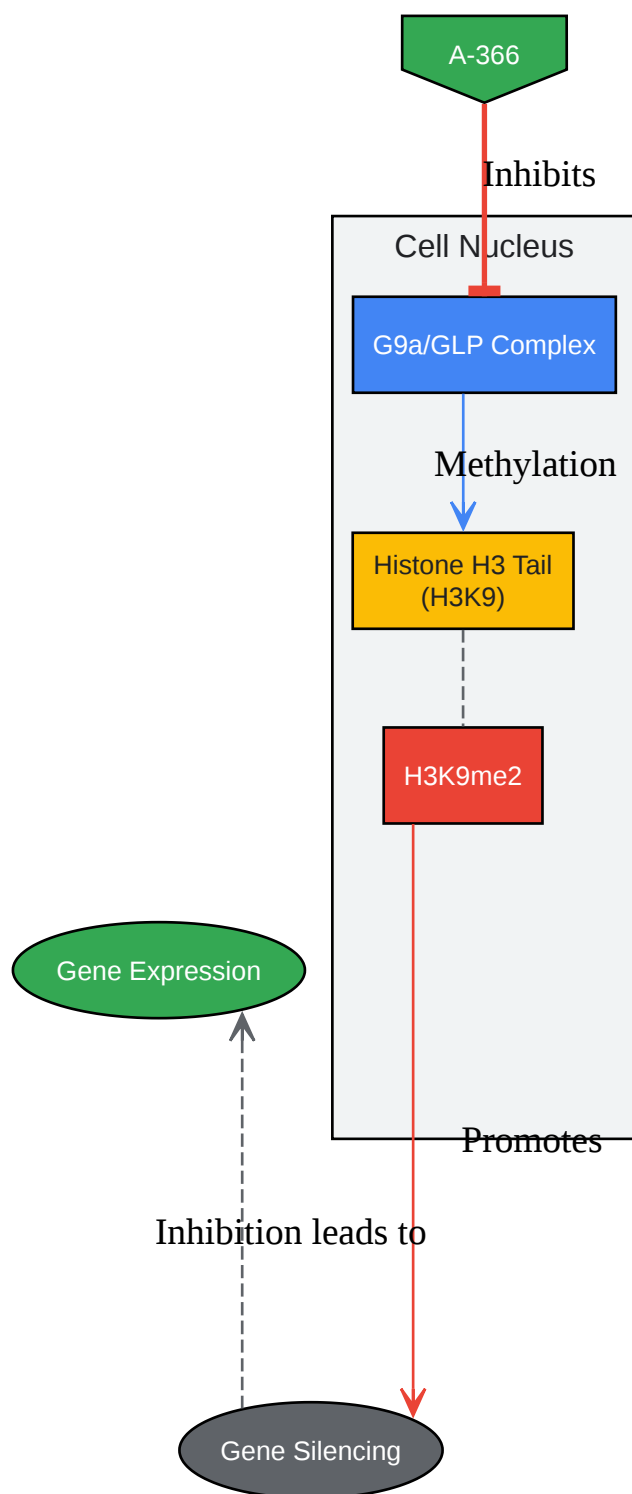 A-366
Inhibits
Cell Nucleus
G9a/GLP Complex
Methylation
Histone H3 Tail
(H3K9)
H3K9me2
Gene Expression
Promotes
Inhibition leads to
Gene Silencing